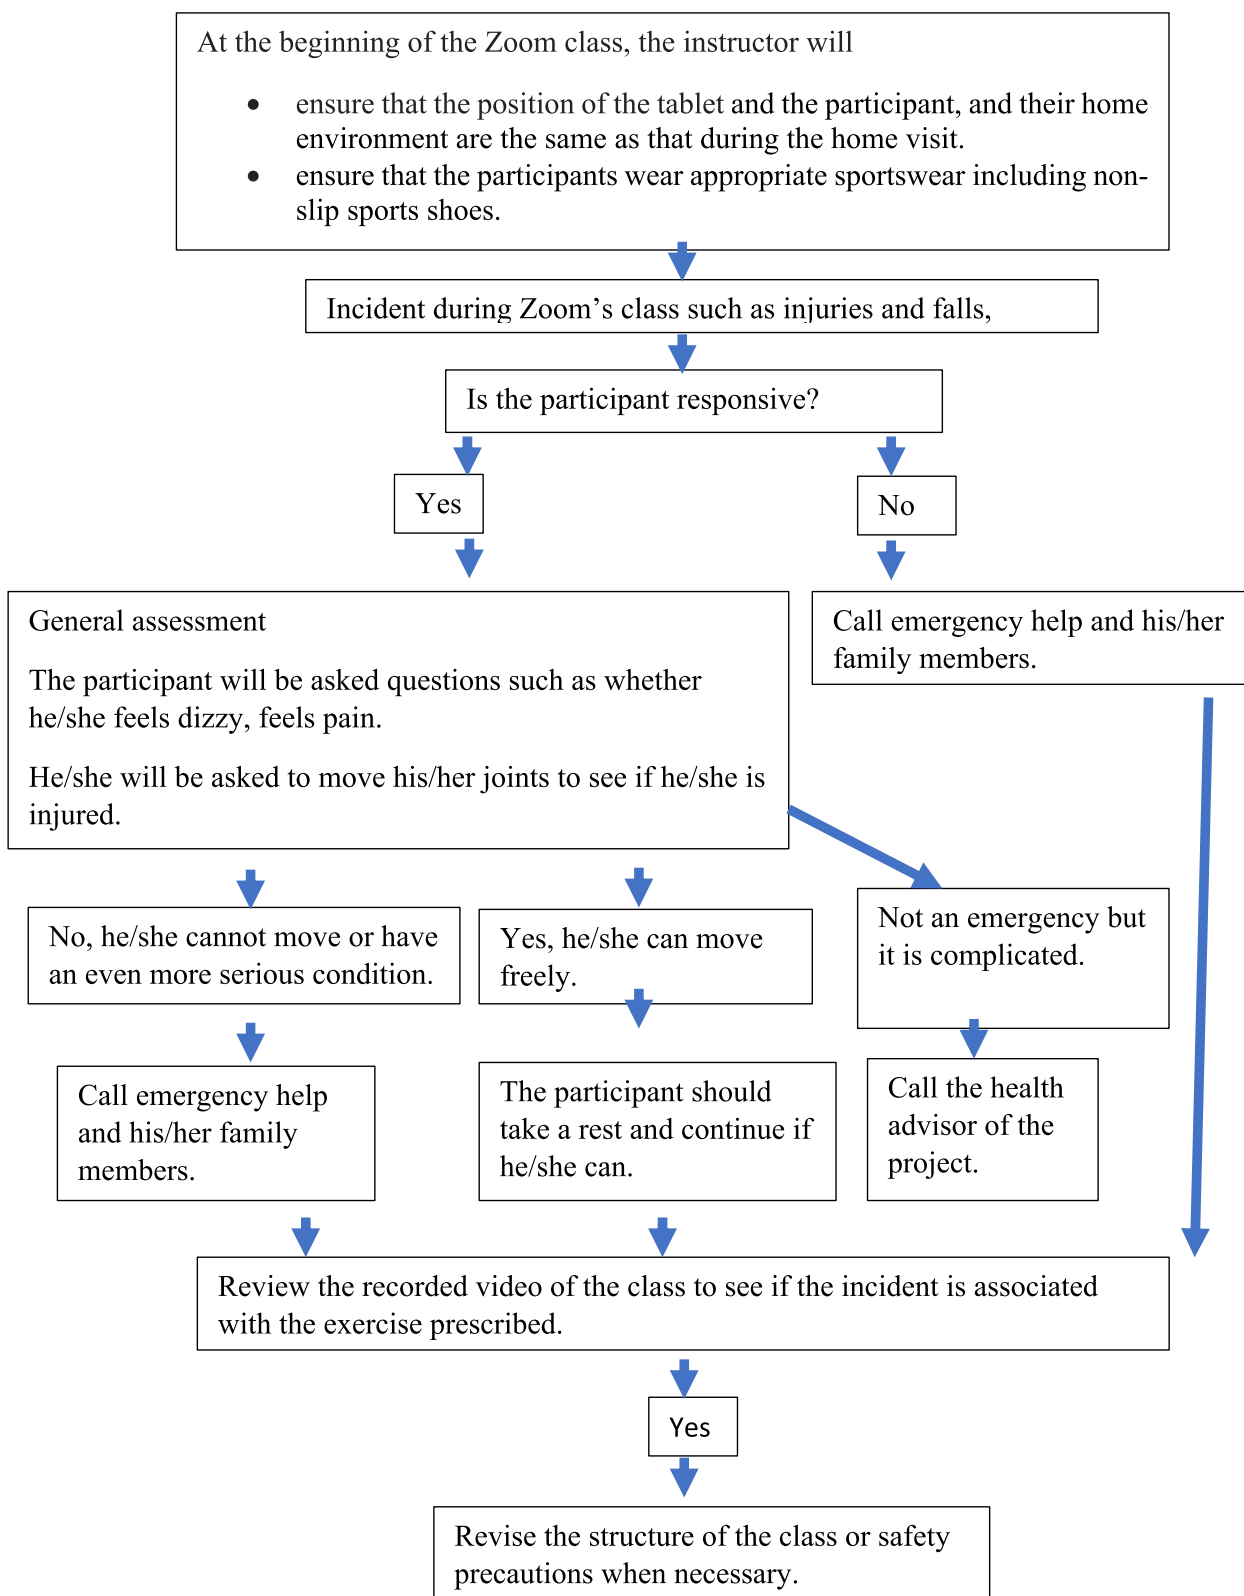 At the beginning of the Zoom class, the instructor will
• ensure that the position of the tablet and the participant, and their home
environment are the same as that during the home visit.
• ensure that the participants wear appropriate sportswear including non-
slip sports shoes.
Incident during Zoom’s class such as injuries and falls,
Is the participant responsive?
Yes
No
General assessment
The participant will be asked questions such as whether
he/she feels dizzy, feels pain.
He/she will be asked to move his/her joints to see if he/she is
injured.
Call emergency help and his/her
family members.
No, he/she cannot move or have
an even more serious condition.
Yes, he/she can move
freely.
Not an emergency but
it is complicated.
Call emergency help
and his/her family
members.
The participant should
take a rest and continue if
he/she can.
Call the health
advisor of the
project.
Review the recorded video of the class to see if the incident is associated
with the exercise prescribed.
Yes
Revise the structure of the class or safety
precautions when necessary.